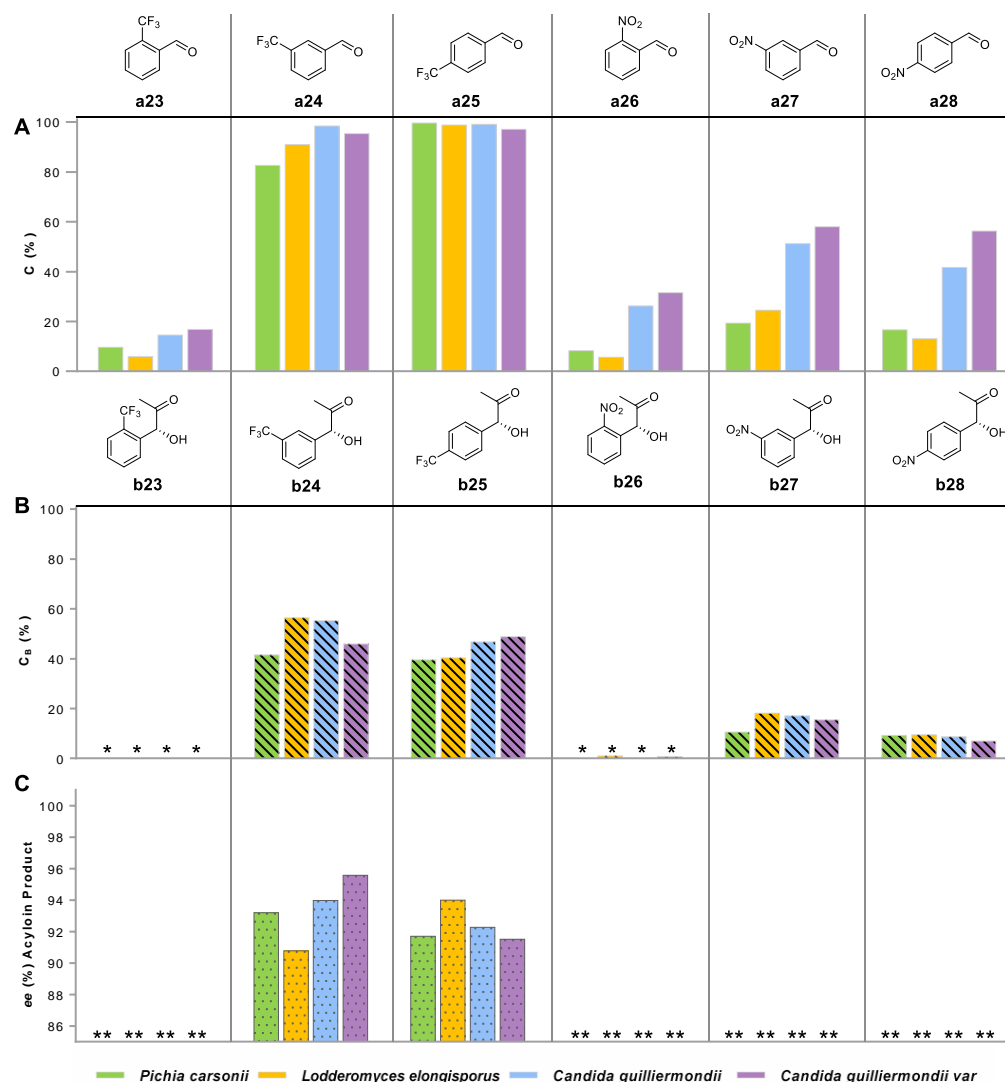 CF3 O F3C O O F3C NO2 O O2N O O O2N
a23 a24 a25 a26 a27 a28
A
100
80
60
40
20
0
C (%)
O CF3 OH O F3C OH O OH F3C O NO2 OH O O2N OH O OH O2N
b23 b24 b25 b26 b27 b28
B
100
80
60
40
20
0
CB (%)
* * * * * * * *
C
100
98
96
94
92
90
88
86
ee (%) Acyloin Product
** ** ** ** ** ** ** ** ** ** ** ** ** ** ** **
Pichia carsonii Lodderomyces elongisporus Candida guilliermondii Candida guilliermondii var